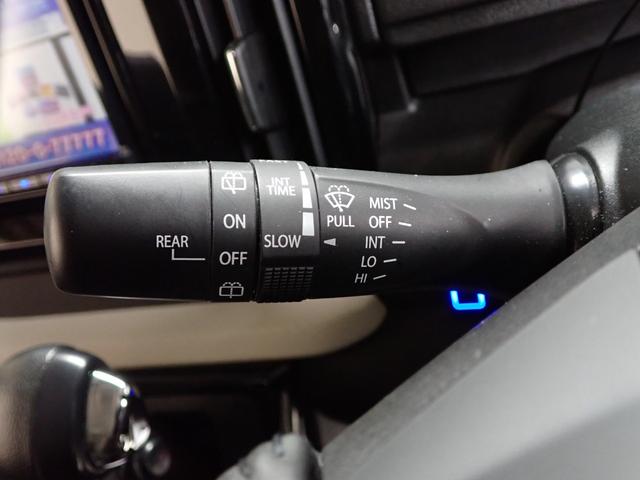 INT
TIME
SLOW
REAR
ON
OFF
PULL
MIST
OFF
INT
LO
HI